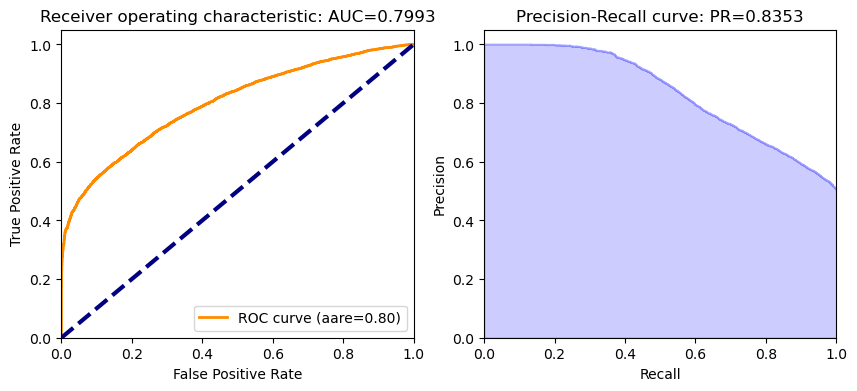 Receiver operating characteristic: AUC=0.7993
1.0
0.8
0.6
0.4
0.2
0.0
True Positive Rate
ROC curve (aare=0.80)
0.0 0.2 0.4 0.6 0.8 1.0
False Positive Rate
Precision-Recall curve: PR=0.8353
1.0
0.8
0.6
0.4
0.2
0.0
Precision
0.0 0.2 0.4 0.6 0.8 1.0
Recall